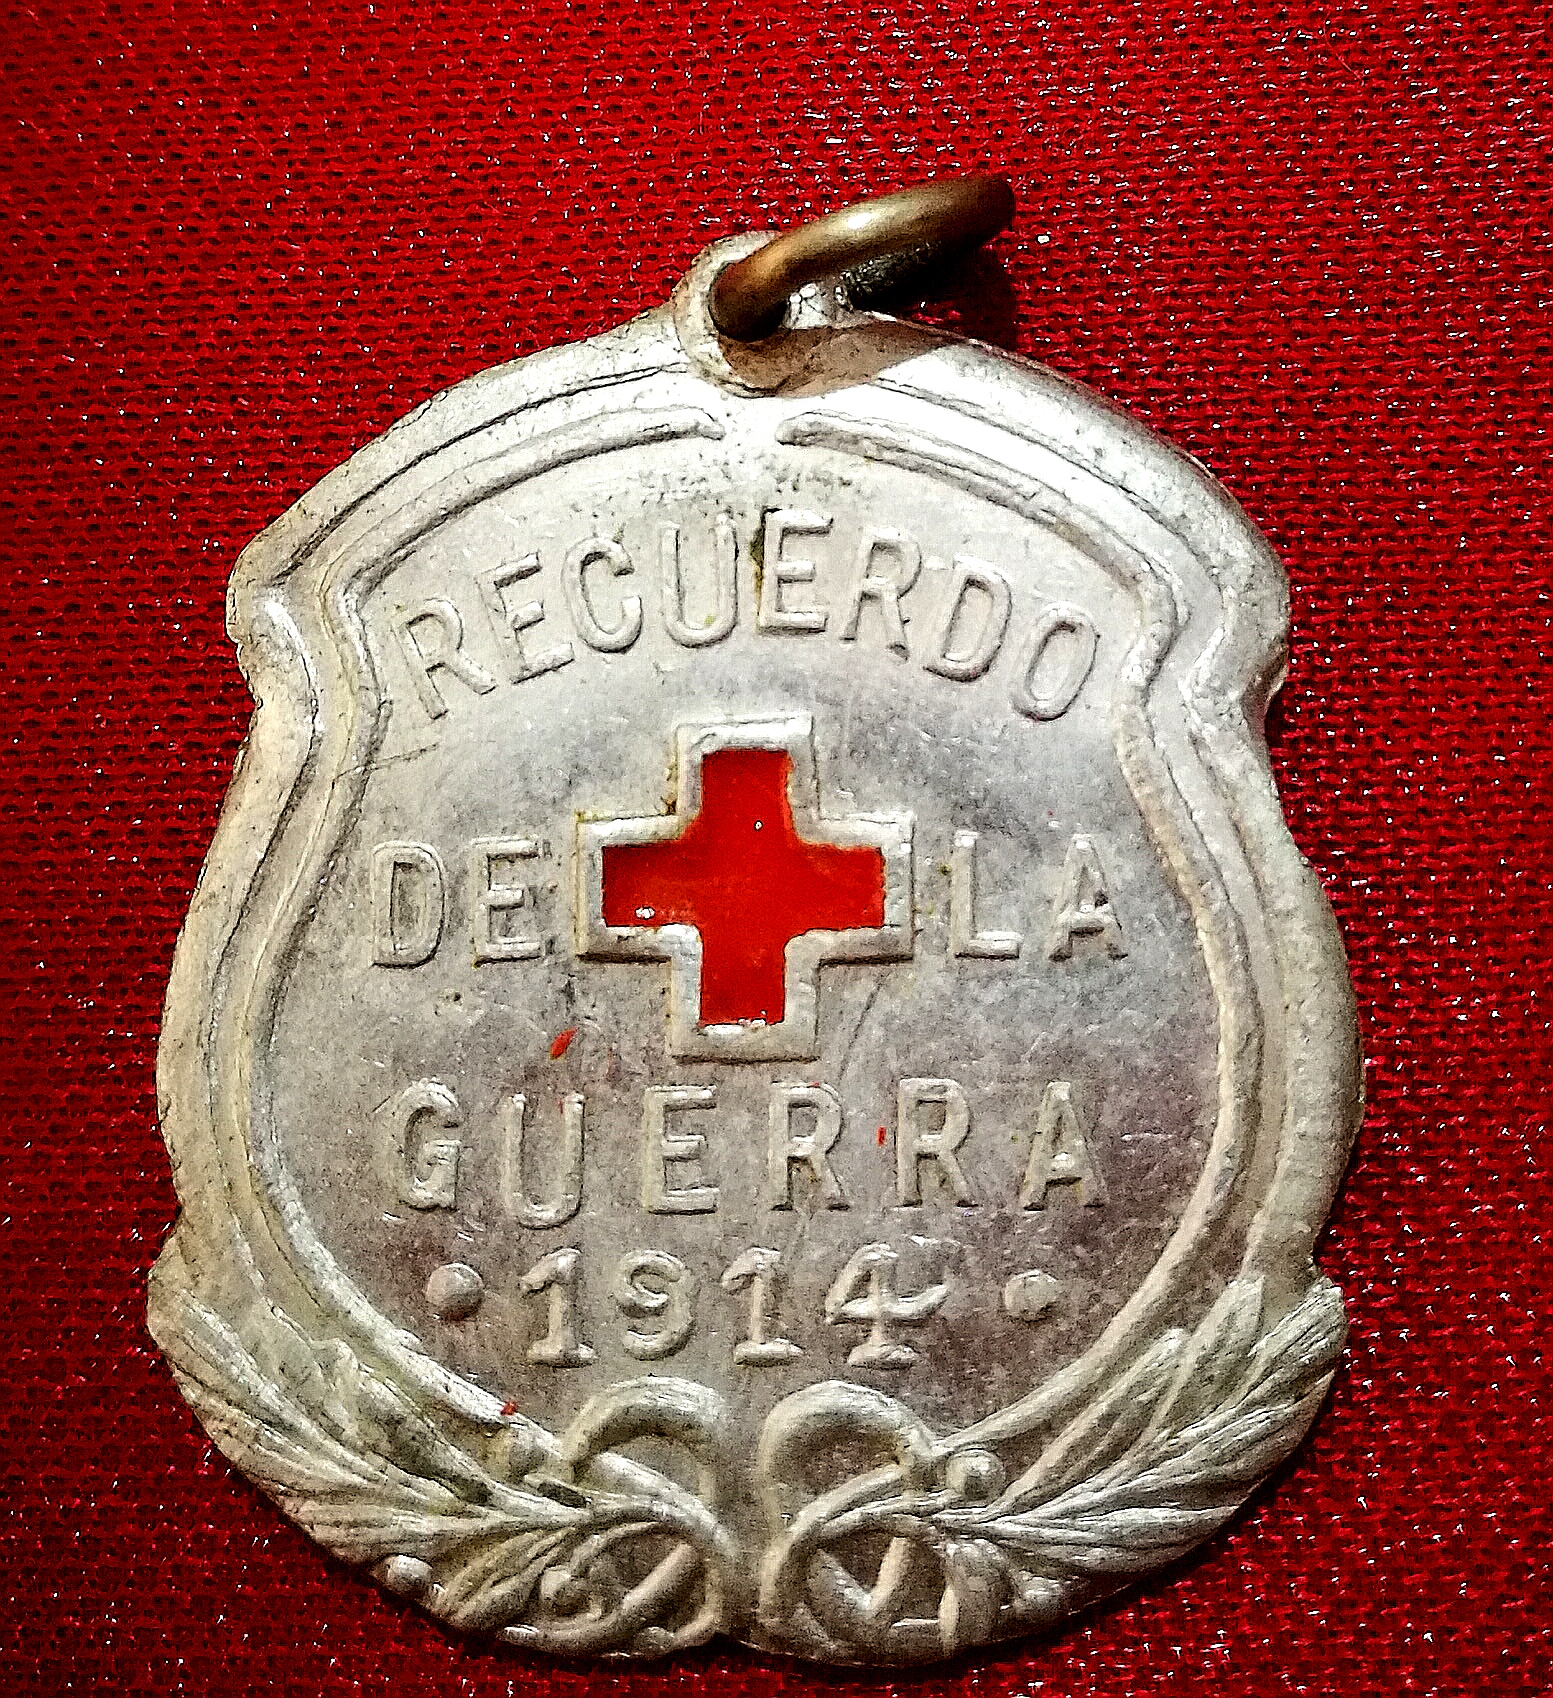 RECUERDO
DE LA
GUERRA
• 1914 •